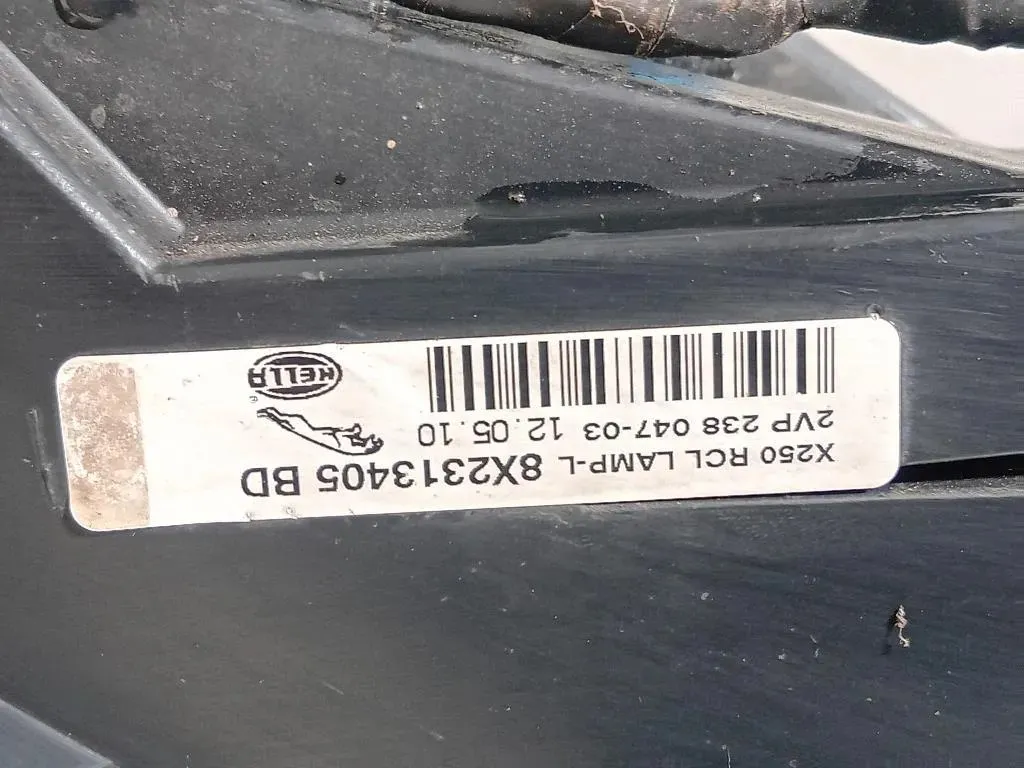 X250 RCL LAMP-L 8X2313405 BD
2VP 238 047-03 12.05.10
HELLA
®